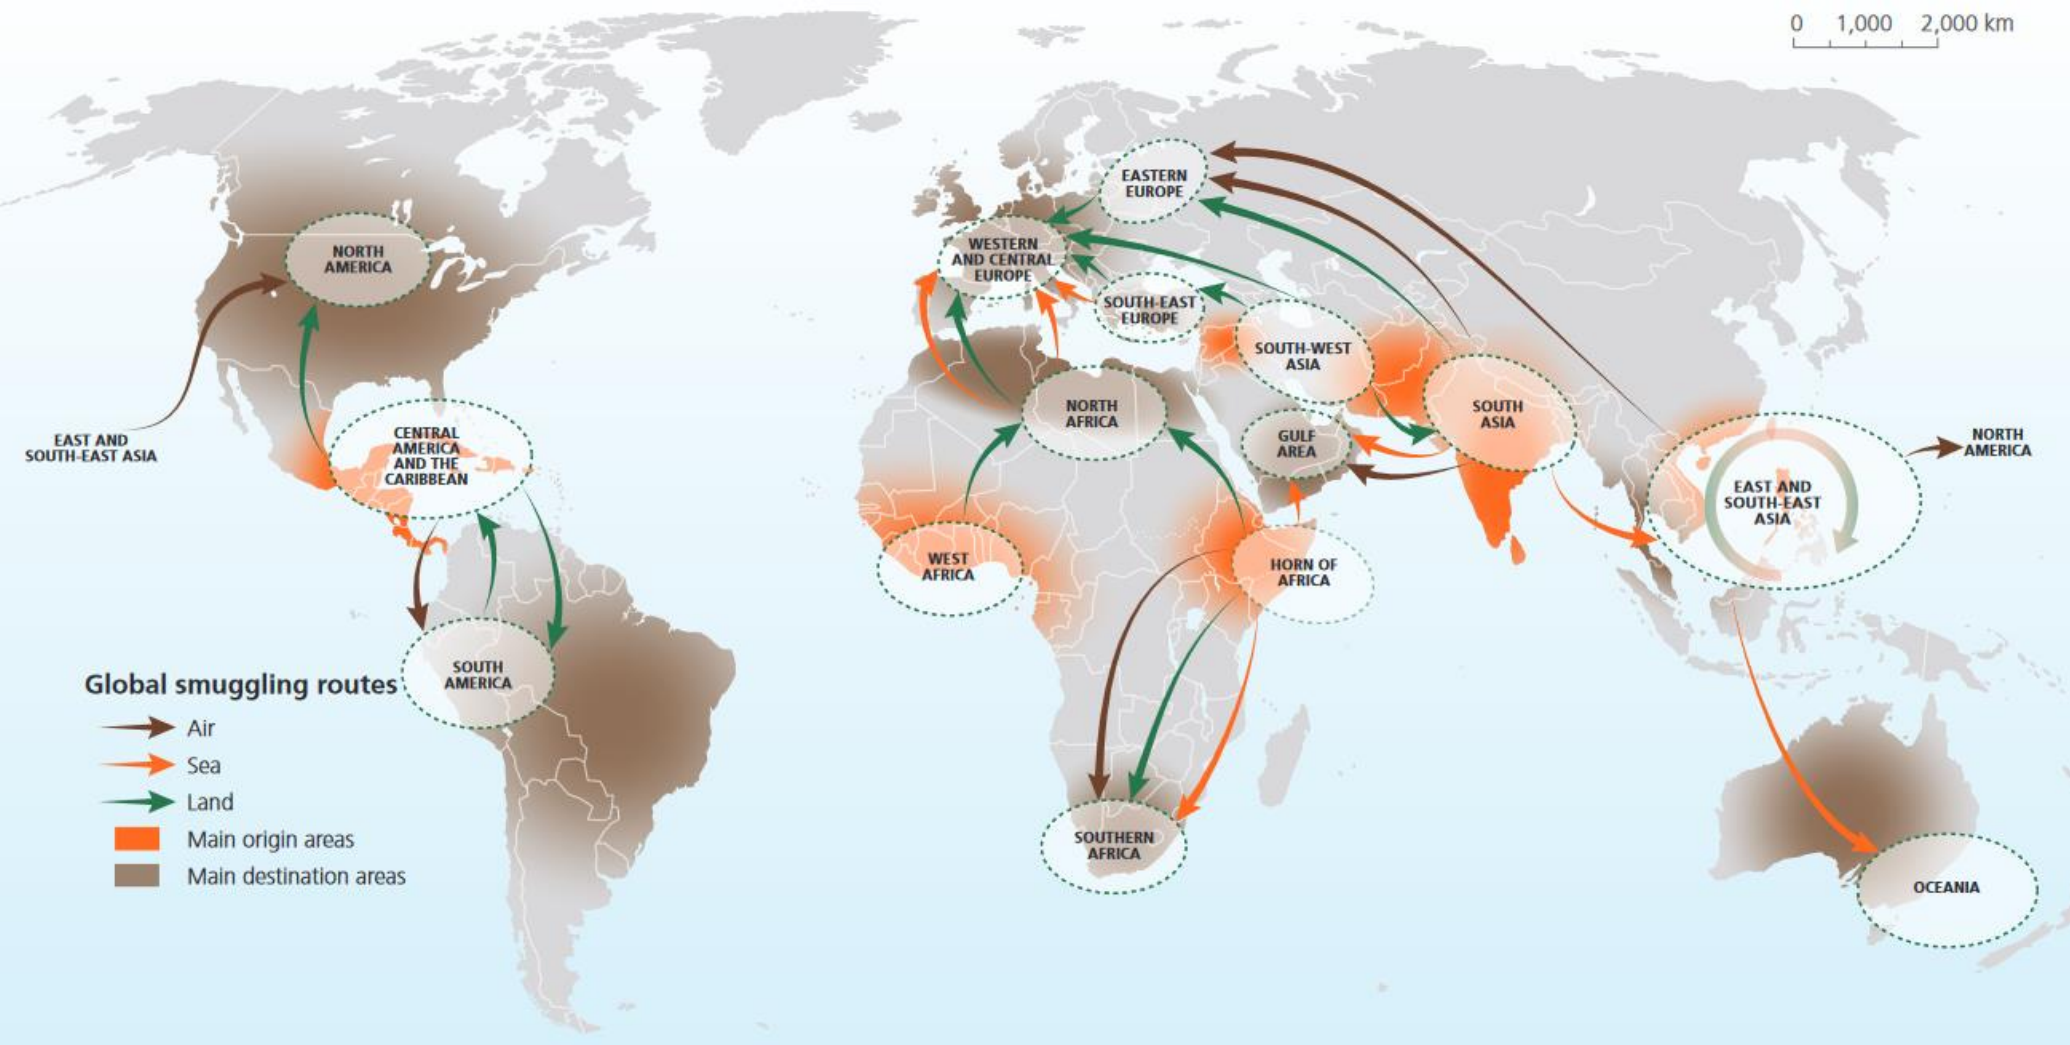 0 1,000 2,000 km
EASTERN
EUROPE
NORTH
AMERICA
WESTERN
AND CENTRAL
EUROPE
SOUTH-EAST
EUROPE
SOUTH-WEST
ASIA
NORTH
AFRICA
SOUTH
ASIA
GULF
AREA
EAST AND
SOUTH-EAST ASIA
CENTRAL
AMERICA
AND THE
CARIBBEAN
NORTH
AMERICA
EAST AND
SOUTH-EAST
ASIA
WEST
AFRICA
HORN OF
AFRICA
SOUTH
AMERICA
Global smuggling routes
Air
Sea
Land
Main origin areas
Main destination areas
SOUTHERN
AFRICA
OCEANIA